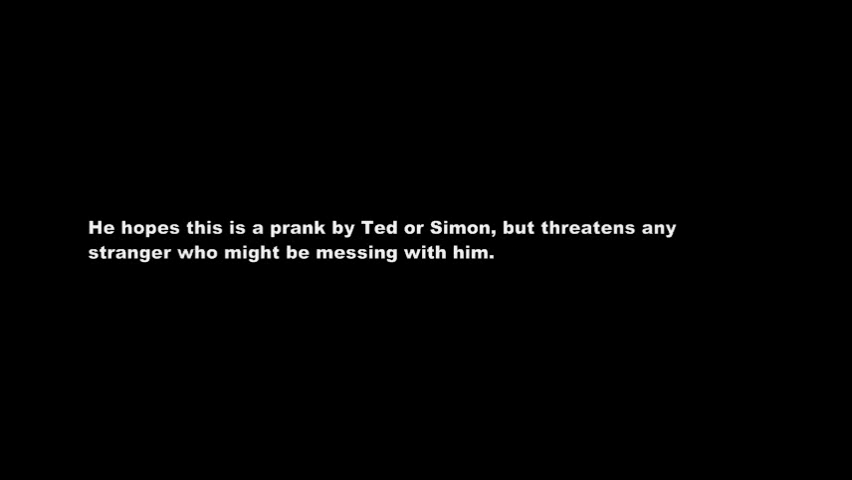 He hopes this is a prank by Ted or Simon, but threatens any
stranger who might be messing with him.